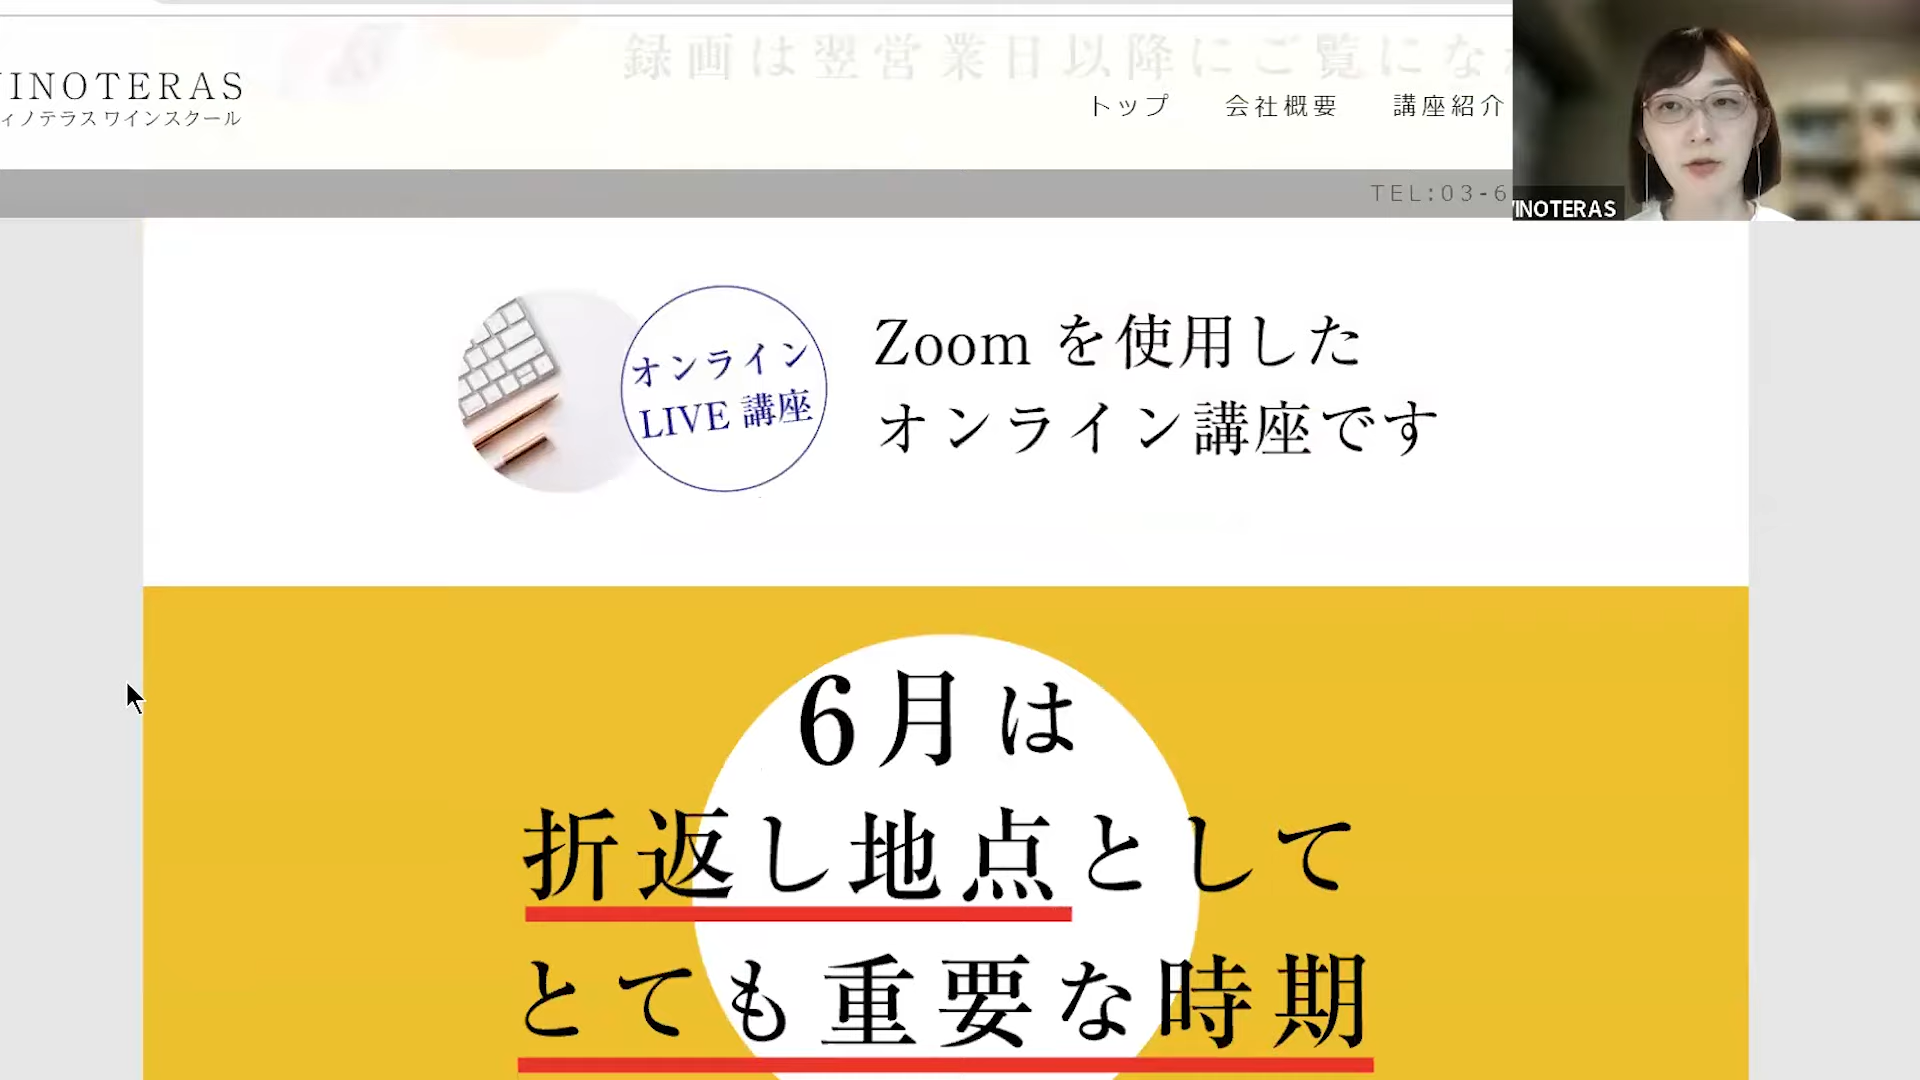 録画は翌営業日以降にご覧にな
INOTERAS
ィノテラス ワインスクール
トップ 会社概要 講座紹介
TEL:03-6
INOTERAS
オンライン
LIVE 講座
Zoom を使用した
オンライン講座です
6月は
折返し地点として
とても重要な時期